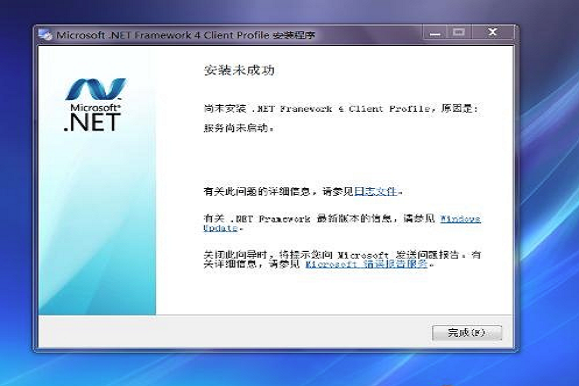 Microsoft .NET Framework 4 Client Profile 安装程序
安装未成功
Microsoft®
.NET
尚未安装 .NET Framework 4 Client Profile，原因是：
服务尚未启动。
有关此问题的详细信息，请参见日志文件。
有关 .NET Framework 最新版本的信息，请参见 Windows
Update。
关闭此向导时，将提示您向 Microsoft 发送问题报告。有
关详细信息，请参见 Microsoft 错误报告服务。
完成(F)